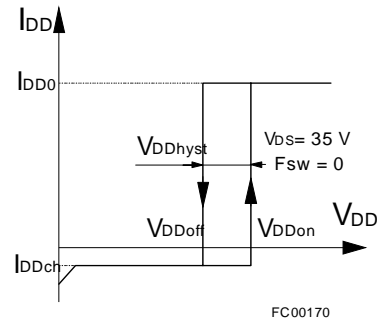 IDD
IDD0
VDS= 35 V
VDDhyst
Fsw = 0
VDD
VDDoff
VDDon
IDDch
FC00170